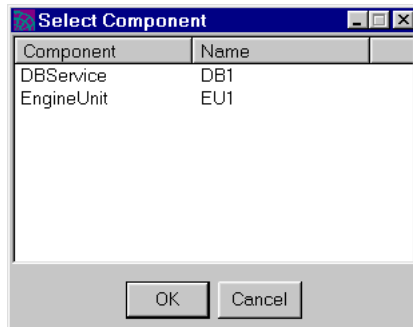 Select Component
Component Name
DBService DB1
EngineUnit EU1
OK Cancel